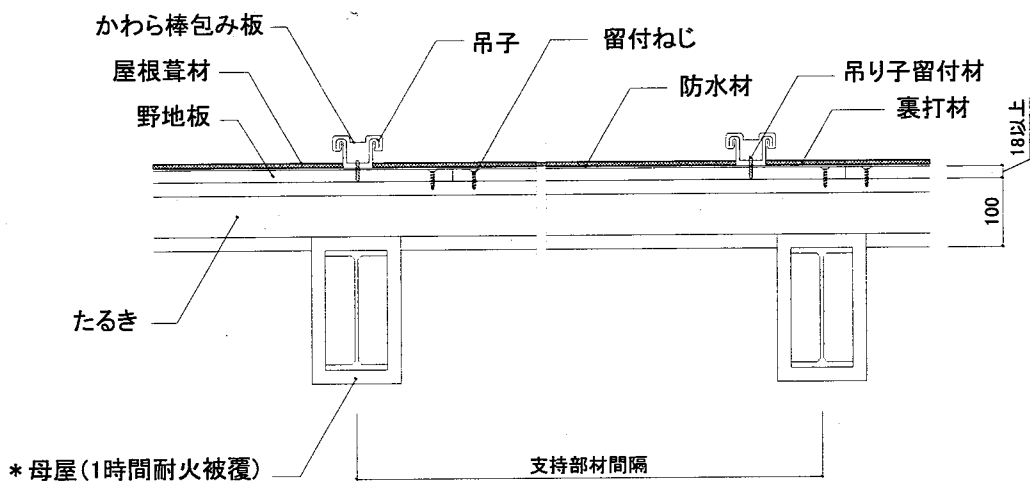 かわら棒包み板
吊子
留付ねじ
屋根葺材
防水材
吊り子留付材
野地板
裏打材
18以上
100
たるき
*母屋(1時間耐火被覆)
支持部材間隔